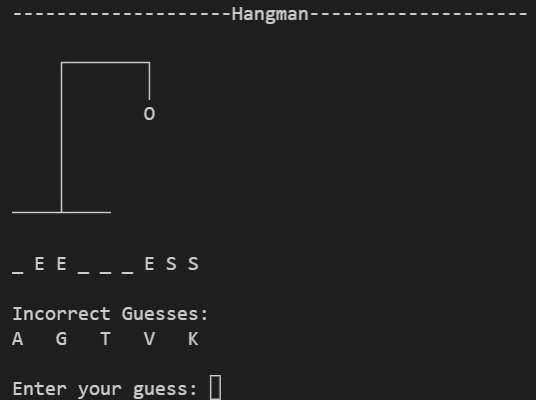 --------------------Hangman--------------------
O
_ E E _ _ _ E S S
Incorrect Guesses:
A   G   T   V   K
Enter your guess: